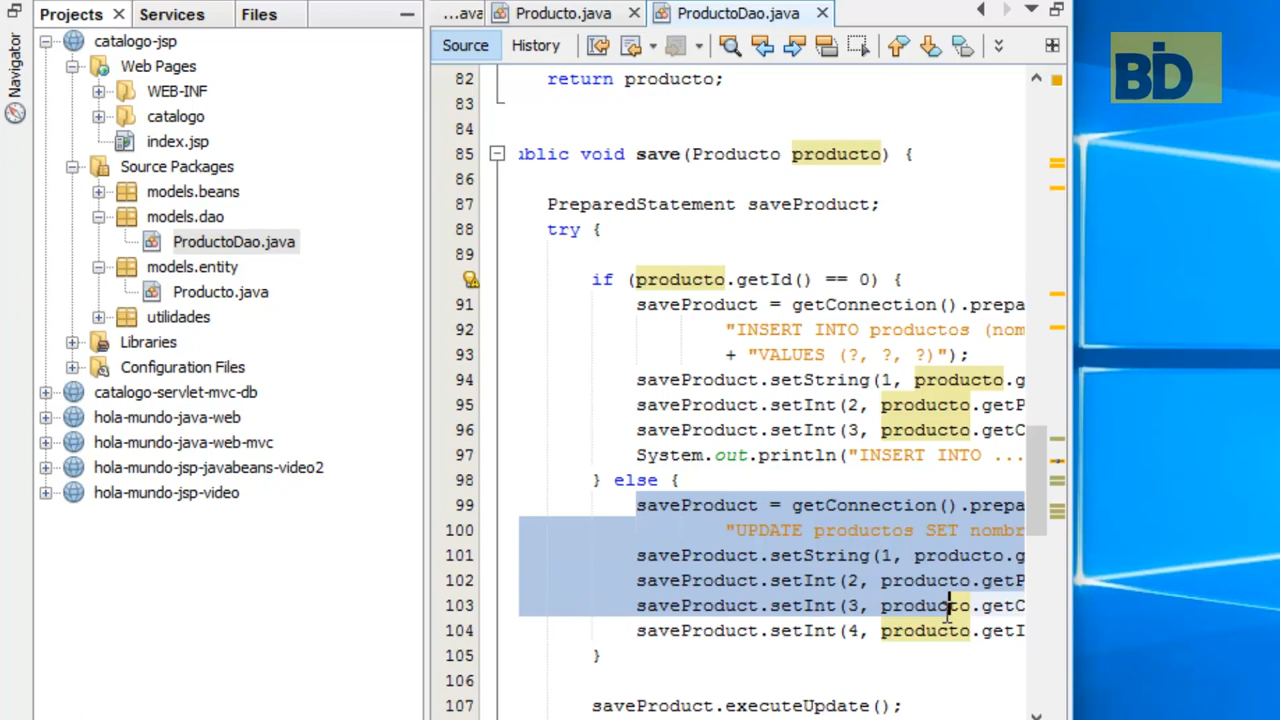 Navigator
Projects
Services
Files
catalogo-jsp
Web Pages
WEB-INF
catalogo
index.jsp
Source Packages
models.beans
models.dao
ProductoDao.java
models.entity
Producto.java
utilidades
Libraries
Configuration Files
catalogo-servlet-mvc-db
hola-mundo-java-web
hola-mundo-java-web-mvc
hola-mundo-jsp-javabeans-video2
hola-mundo-jsp-video
...ava
Producto.java
ProductoDao.java
Source
History
82 return producto;
83
84
85 ublic void save(Producto producto) {
86
87 PreparedStatement saveProduct;
88 try {
89
if (producto.getId() == 0) {
91 saveProduct = getConnection().prepa
92 "INSERT INTO productos (nom
93 + "VALUES (?, ?, ?)");
94 saveProduct.setString(1, producto.g
95 saveProduct.setInt(2, producto.getP
96 saveProduct.setInt(3, producto.getC
97 System.out.println("INSERT INTO ...
98 } else {
99 saveProduct = getConnection().prepa
100 "UPDATE productos SET nombr
101 saveProduct.setString(1, producto.g
102 saveProduct.setInt(2, producto.getP
103 saveProduct.setInt(3, producto.getC
104 saveProduct.setInt(4, producto.getI
105 }
107 saveProduct.executeUpdate();
BID